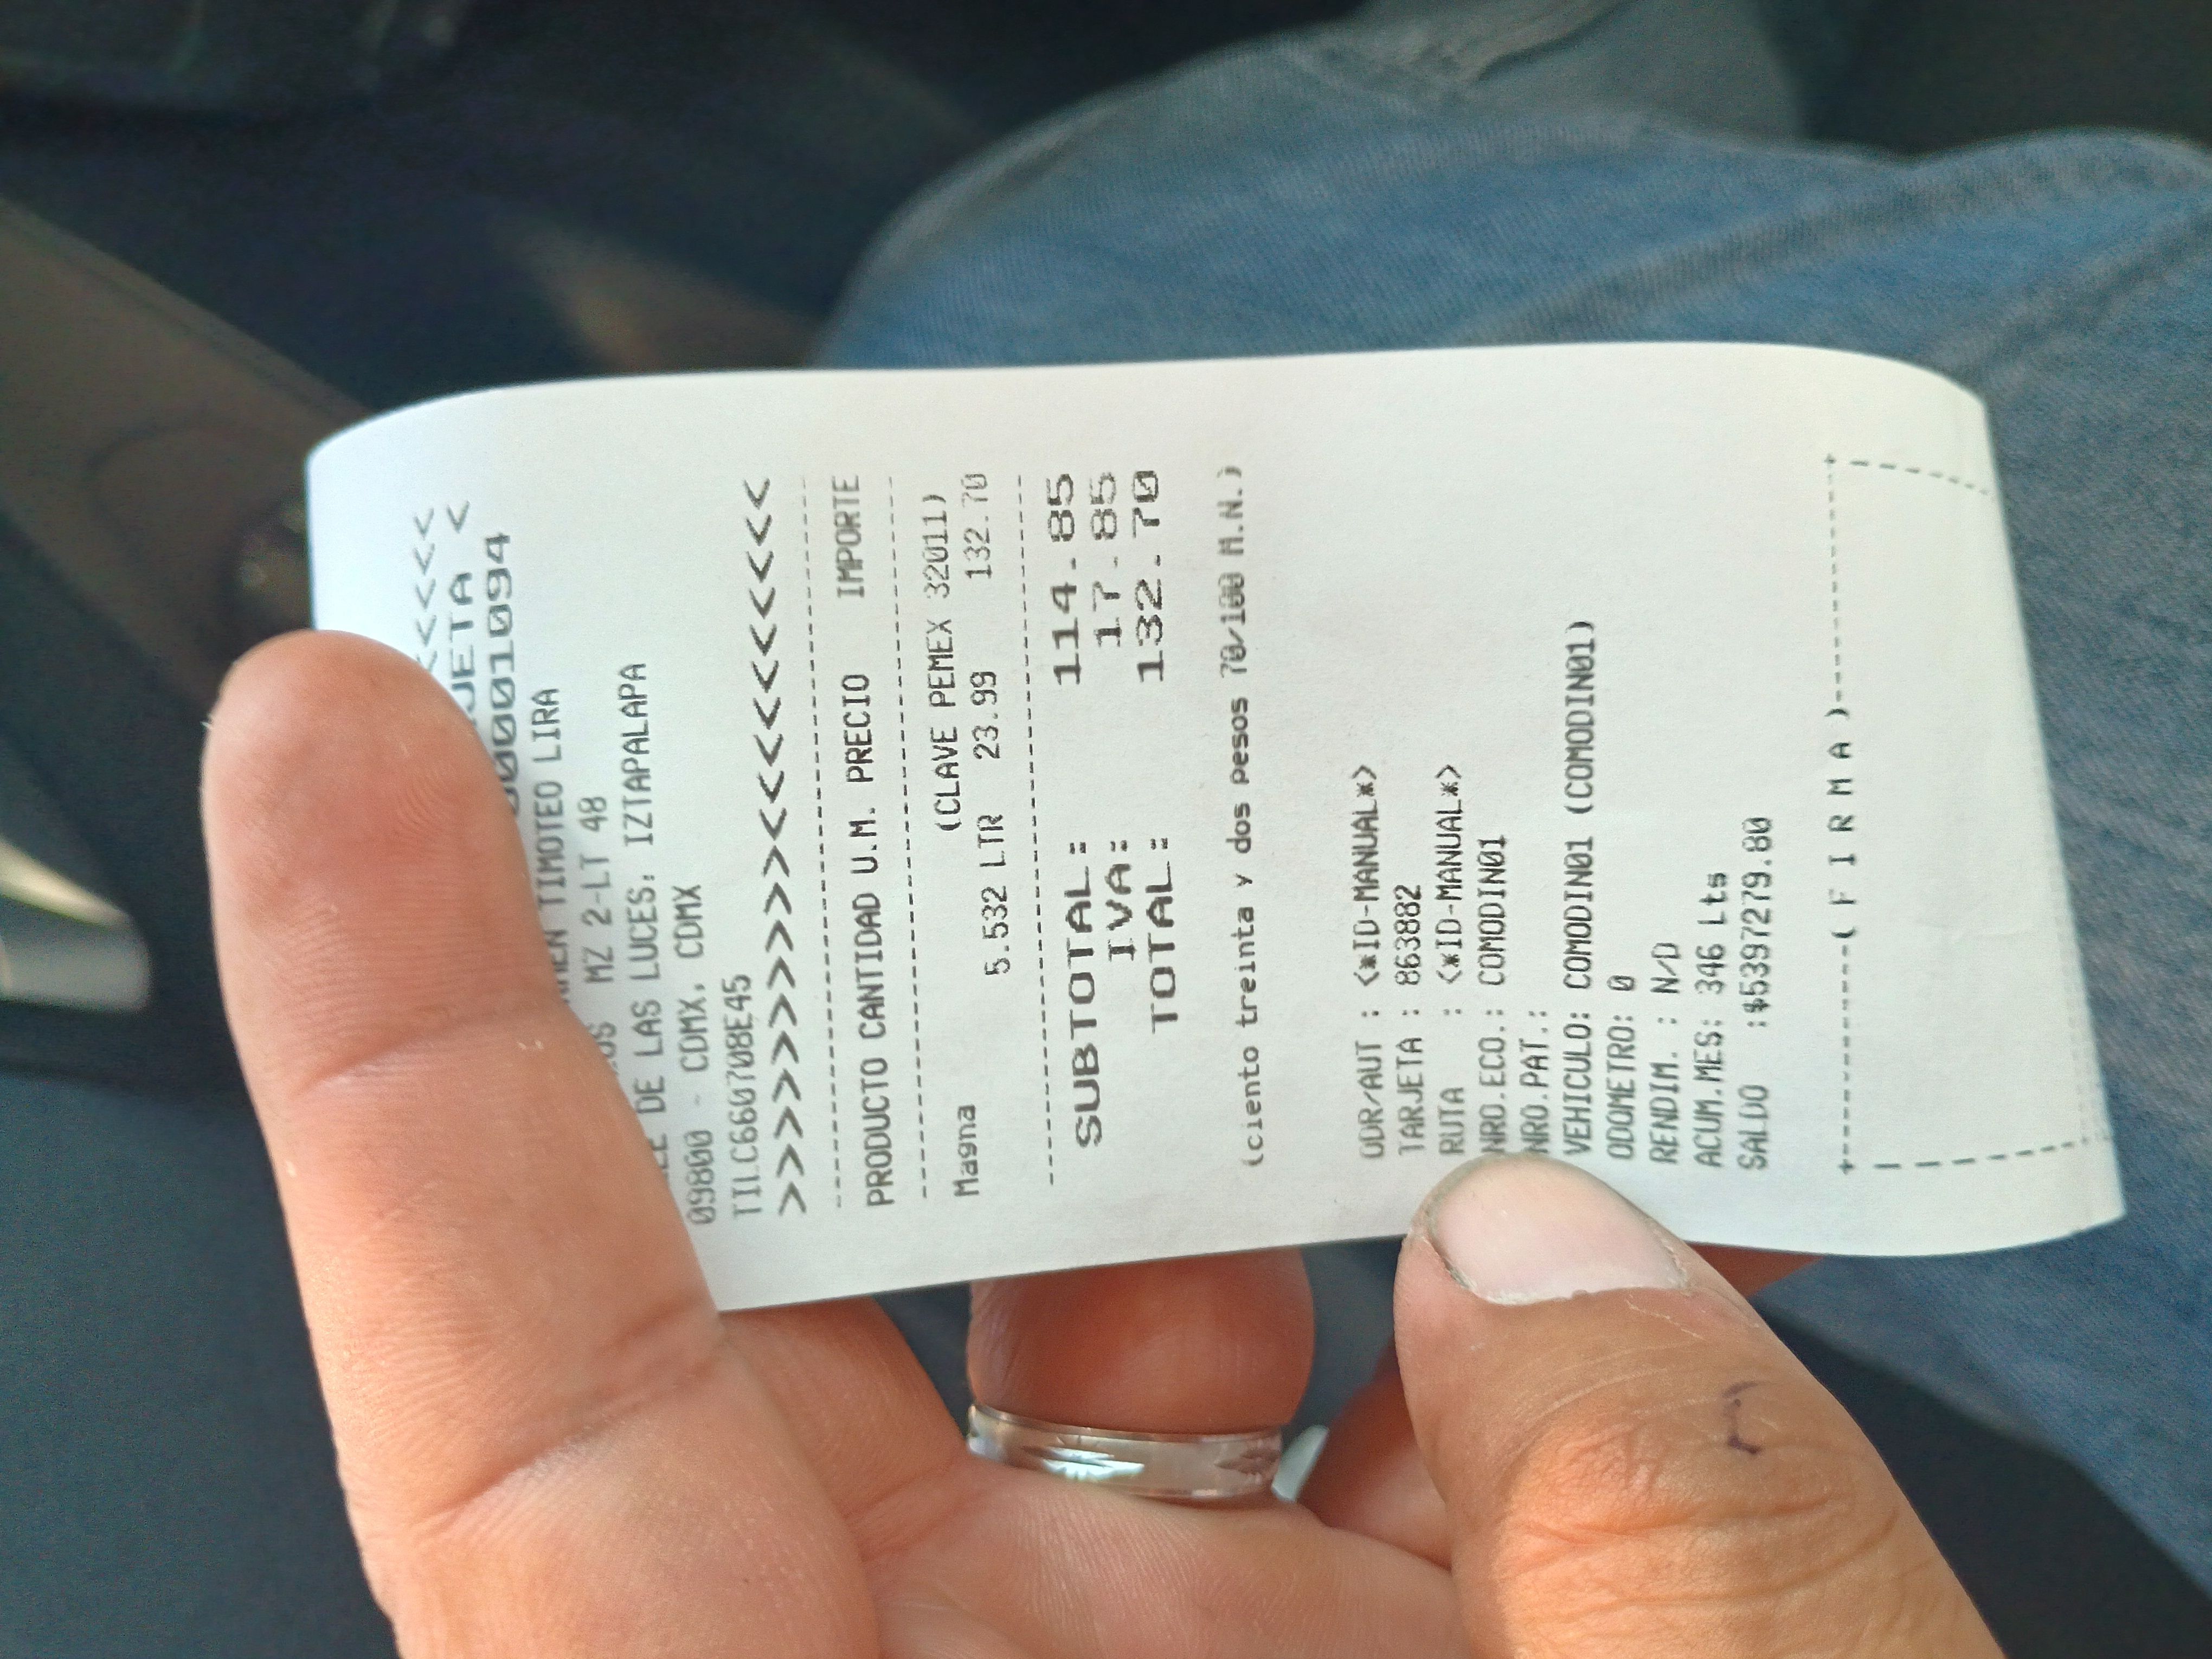 <<<<<
JETA <
0001094
TIMOTEO LIRA
MZ 2-LT 48
DE LAS LUCES; IZTAPALAPA
09800 - CDMX, CDMX
TILC660708E45
>>>>>>>>>><<<<<<<<<<
PRODUCTO CANTIDAD U.M. PRECIO IMPORTE
(CLAVE PEMEX 32011)
Magna 5.532 LTR 23.99 132.70
SUBTOTAL: 114.85
IVA: 17.85
TOTAL: 132.70
(ciento treinta y dos pesos 70/100 M.N.)
ODR/AUT : <*ID-MANUAL*>
TARJETA : 863882
RUTA : <*ID-MANUAL*>
NRO.ECO.: COMODIN01
NRO.PAT.:
VEHICULO: COMODIN01 (COMODIN01)
ODOMETRO: 0
RENDIM. : N/D
ACUM.MES: 346 Lts
SALDO :$5397279.80
+-----------( F I R M A )-----------+